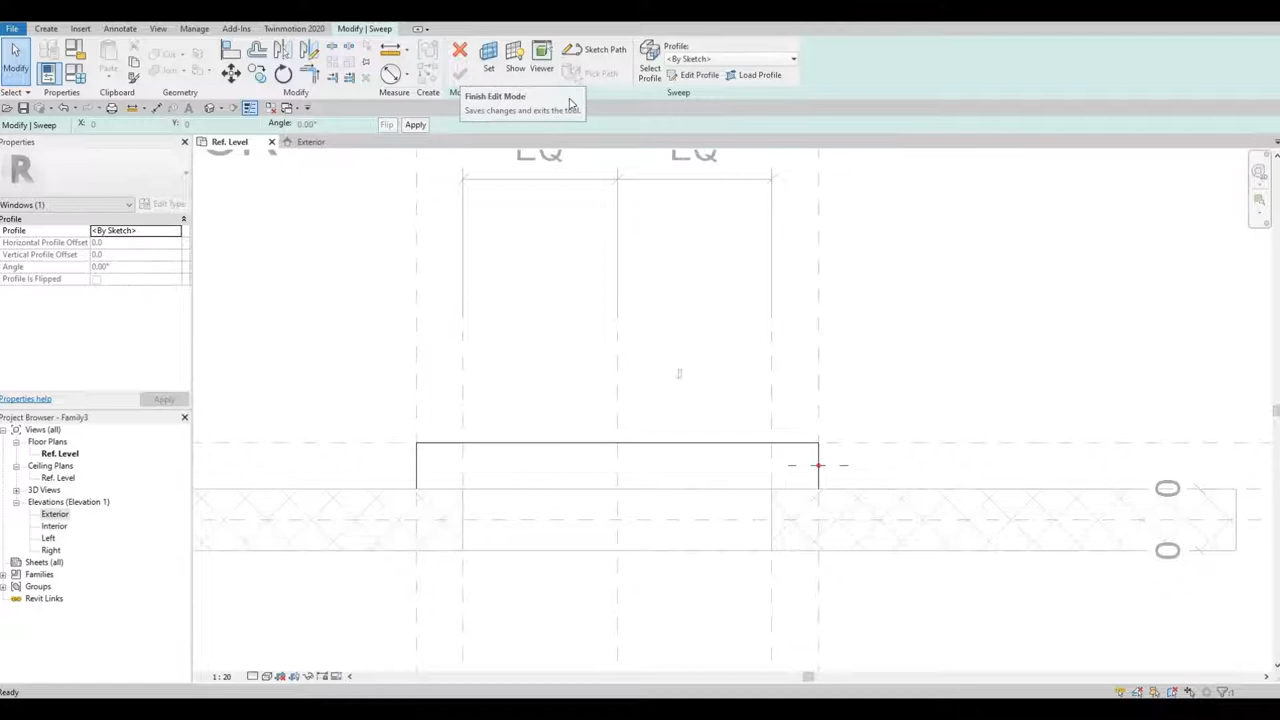 File Create Insert Annotate View Manage Add-Ins Twinmotion 2020 Modify | Sweep
Modify
Paste
Cut
Join
Set Show Viewer
Sketch Path
Pick Path
Select Profile
Profile:
<By Sketch>
Edit Profile Load Profile
Select Properties Clipboard Geometry Modify Measure Create Sweep
Finish Edit Mode
Saves changes and exits the tool.
Modify | Sweep X: 0 Y: 0 Angle: 0.00° Flip Apply
Properties
Ref. Level
Exterior
EQ EQ
R
Windows (1) Edit Type
Profile
Profile <By Sketch>
Horizontal Profile Offset 0.0
Vertical Profile Offset 0.0
Angle 0.00°
Profile Is Flipped
Properties help Apply
Project Browser - Family3
Views (all)
Floor Plans
Ref. Level
Ceiling Plans
Ref. Level
3D Views
Elevations (Elevation 1)
Exterior
Interior
Left
Right
Sheets (all)
Families
Groups
Revit Links
1 : 20
Ready
:1